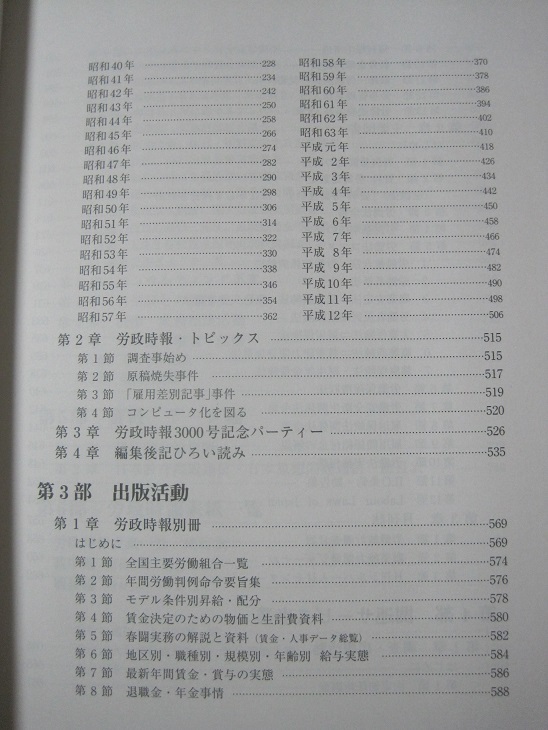 昭和40年 228
昭和41年 234
昭和42年 242
昭和43年 250
昭和44年 258
昭和45年 266
昭和46年 274
昭和47年 282
昭和48年 290
昭和49年 298
昭和50年 306
昭和51年 314
昭和52年 322
昭和53年 330
昭和54年 338
昭和55年 346
昭和56年 354
昭和57年 362
昭和58年 370
昭和59年 378
昭和60年 386
昭和61年 394
昭和62年 402
昭和63年 410
平成元年 418
平成 2年 426
平成 3年 434
平成 4年 442
平成 5年 450
平成 6年 458
平成 7年 466
平成 8年 474
平成 9年 482
平成10年 490
平成11年 498
平成12年 506
第2章 労政時報・トピックス 515
第1節 調査事始め 515
第2節 原稿焼失事件 517
第3節 「雇用差別記事」事件 519
第4節 コンピュータ化を図る 520
第3章 労政時報3000号記念パーティー 526
第4章 編集後記ひろい読み 535
第3部 出版活動
第1章 労政時報別冊 569
はじめに 569
第1節 全国主要労働組合一覧 574
第2節 年間労働判例命令要旨集 576
第3節 モデル条件別昇給・配分 578
第4節 賃金決定のための物価と生計費資料 580
第5節 春闘実務の解説と資料(賃金・人事データ総覧) 582
第6節 地区別・職種別・規模別・年齢別 給与実態 584
第7節 最新年間賃金・賞与の実態 586
第8節 退職金・年金事情 588